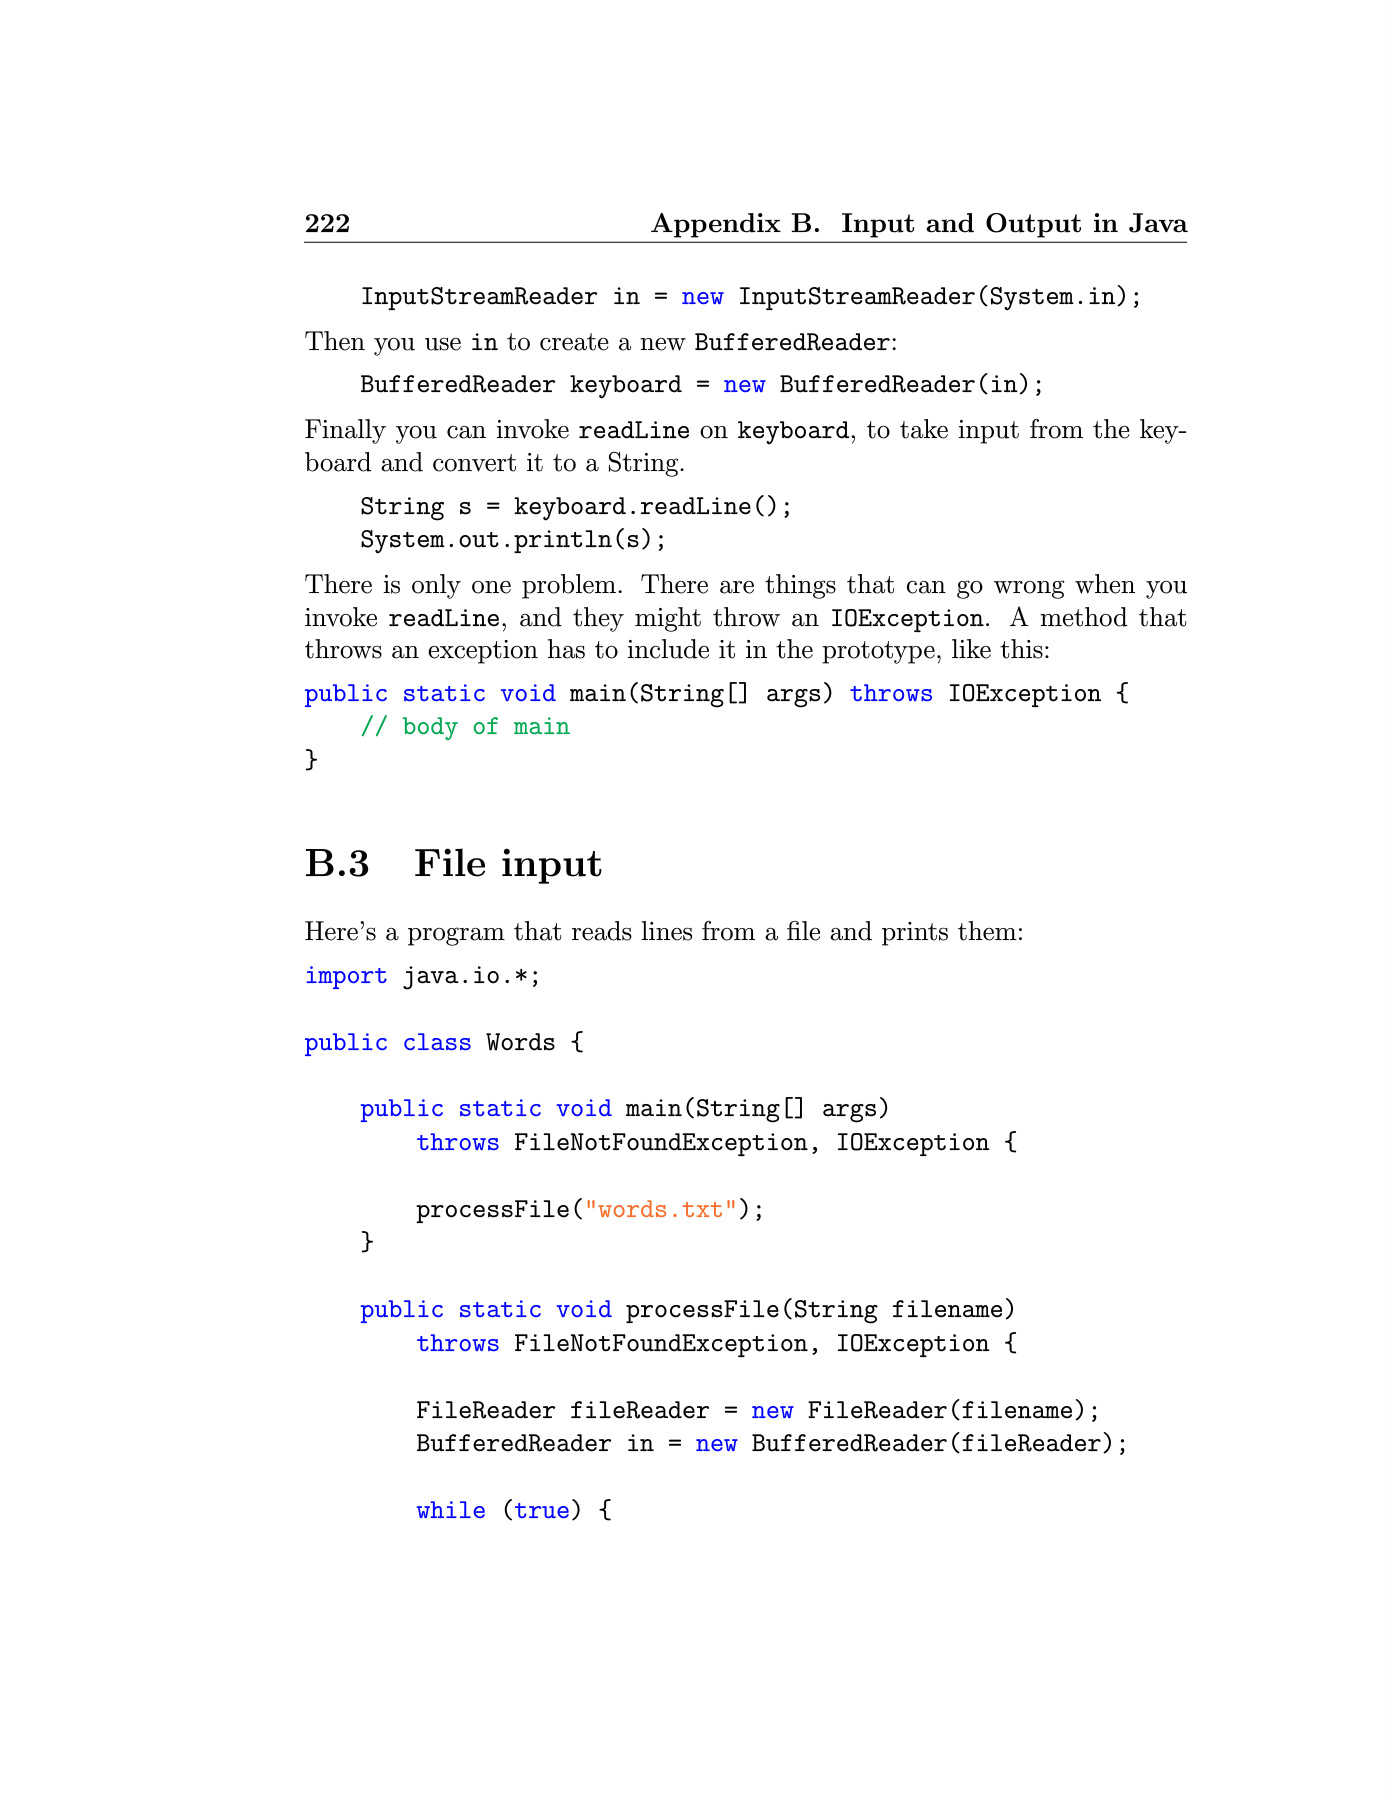 222 Appendix B. Input and Output in Java
InputStreamReader in = new InputStreamReader(System.in);
Then you use in to create a new BufferedReader:
BufferedReader keyboard = new BufferedReader(in);
Finally you can invoke readLine on keyboard, to take input from the key-
board and convert it to a String.
String s = keyboard.readLine();
System.out.println(s);
There is only one problem. There are things that can go wrong when you
invoke readLine, and they might throw an IOException. A method that
throws an exception has to include it in the prototype, like this:
public static void main(String[] args) throws IOException {
    // body of main
}
B.3 File input
Here's a program that reads lines from a file and prints them:
import java.io.*;
public class Words {
    public static void main(String[] args)
        throws FileNotFoundException, IOException {
        processFile("words.txt");
    }
    public static void processFile(String filename)
        throws FileNotFoundException, IOException {
        FileReader fileReader = new FileReader(filename);
        BufferedReader in = new BufferedReader(fileReader);
        while (true) {